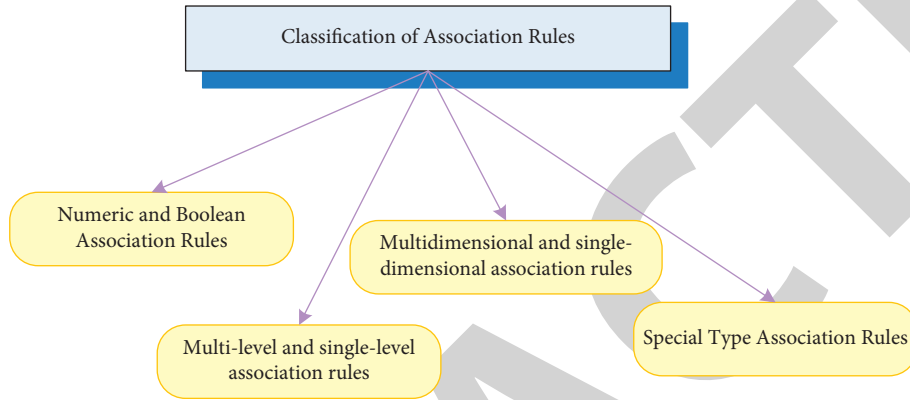 Classification of Association Rules
Numeric and Boolean
Association Rules
Multidimensional and single-
dimensional association rules
Multi-level and single-level
association rules
Special Type Association Rules